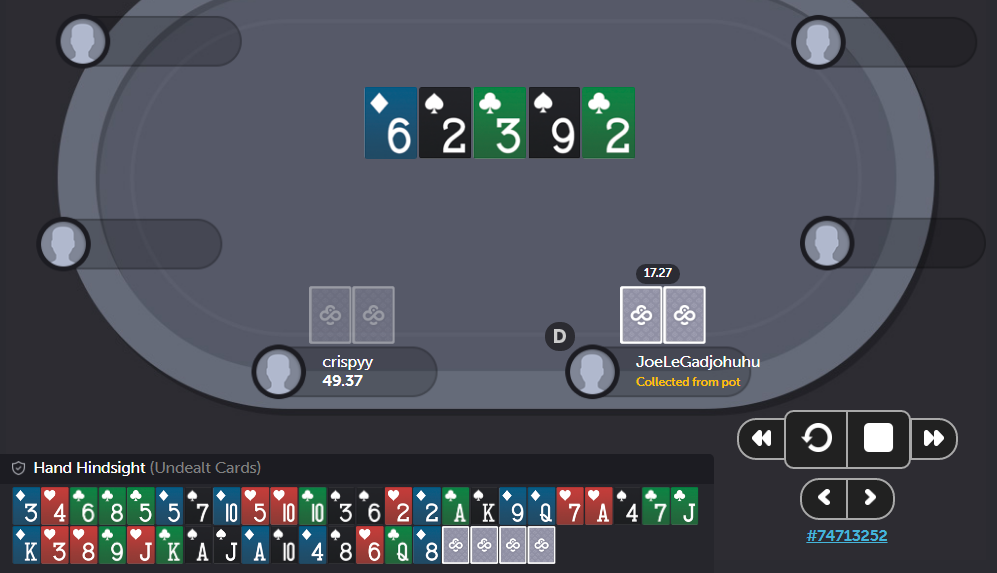 6 2 3 9 2
17.27
D
crispyy
49.37
JoeLeGadjohuhu
Collected from pot
Hand Hindsight (Undealt Cards)
3 4 6 8 5 5 7 10 5 10 10 3 6 2 2 A K 9 Q 7 A 4 7 J
K 3 8 9 J K A J A 10 4 8 6 Q 8
#74713252